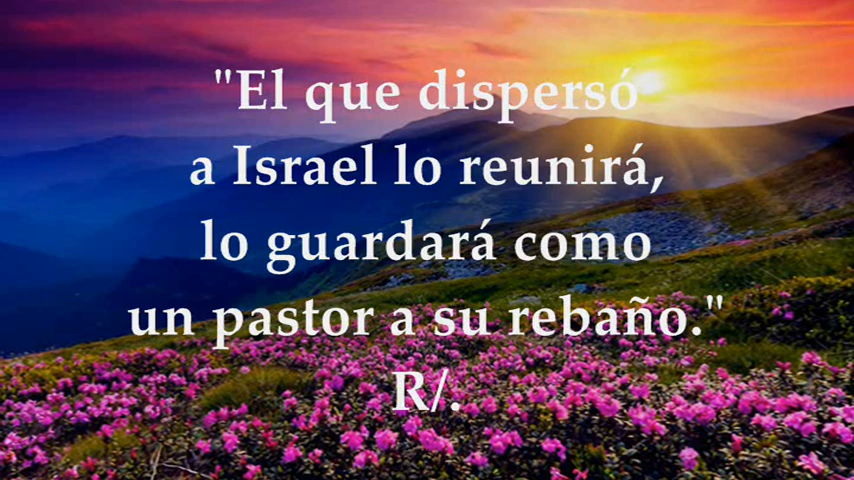 "El que dispersó
a Israel lo reunirá,
lo guardará como
un pastor a su rebaño."
R/.